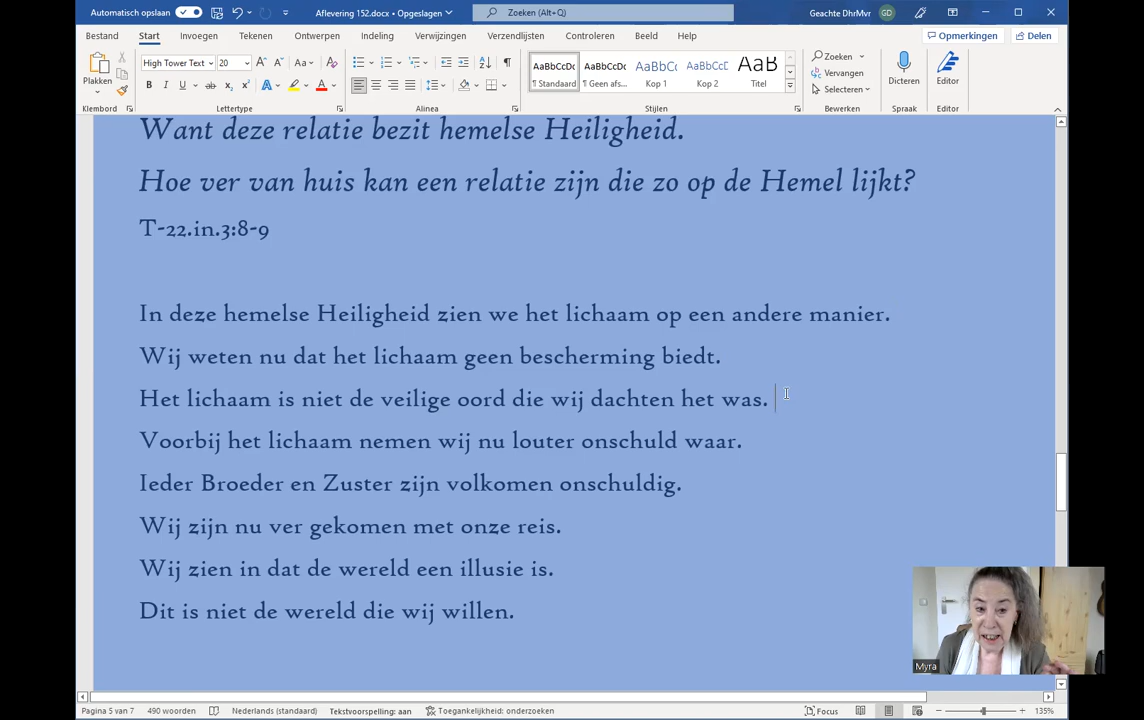 Automatisch opslaan Aflevering 152.docx • Opgeslagen Zoeken (Alt+Q) Geachte DhrMvr GD
Bestand Start Invoegen Tekenen Ontwerpen Indeling Verwijzingen Verzendlijsten Controleren Beeld Help Opmerkingen Delen
Plakken High Tower Text 20 A A Aa A
B I U ab x₂ x² A A
AaBbCcDc AaBbCcDc AaBbCc AaBbCcD AaB
¶ Standaard ¶ Geen afs... Kop 1 Kop 2 Titel
Zoeken
Vervangen
Selecteren
Dicteren Editor
Klembord Lettertype Alinea Stijlen Bewerken Spraak Editor
Want deze relatie bezit hemelse Heiligheid.
Hoe ver van huis kan een relatie zijn die zo op de Hemel lijkt?
T-22.in.3:8-9
In deze hemelse Heiligheid zien we het lichaam op een andere manier.
Wij weten nu dat het lichaam geen bescherming biedt.
Het lichaam is niet de veilige oord die wij dachten het was.
Voorbij het lichaam nemen wij nu louter onschuld waar.
Ieder Broeder en Zuster zijn volkomen onschuldig.
Wij zijn nu ver gekomen met onze reis.
Wij zien in dat de wereld een illusie is.
Dit is niet de wereld die wij willen.
Myra
Pagina 5 van 7 490 woorden Nederlands (standaard) Tekstvoorspelling: aan Toegankelijkheid: onderzoeken Focus 135%